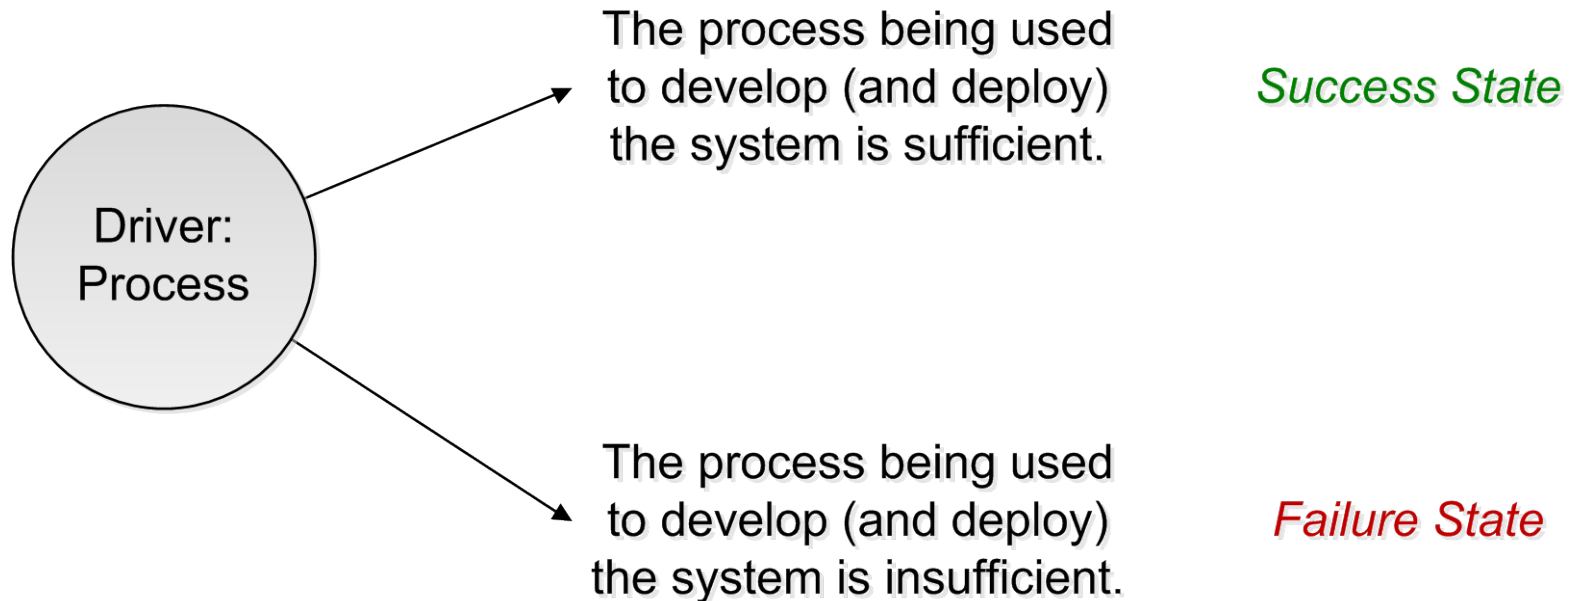 Driver:
Process
The process being used
to develop (and deploy)
the system is sufficient.
Success State
The process being used
to develop (and deploy)
the system is insufficient.
Failure State